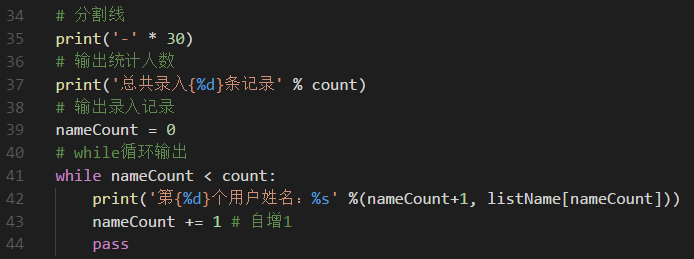 34 # 分割线
35 print('-' * 30)
36 # 输出统计人数
37 print('总共录入{%d}条记录' % count)
38 # 输出录入记录
39 nameCount = 0
40 # while循环输出
41 while nameCount < count:
42     print('第{%d}个用户姓名：%s' %(nameCount+1, listName[nameCount]))
43     nameCount += 1 # 自增1
44     pass